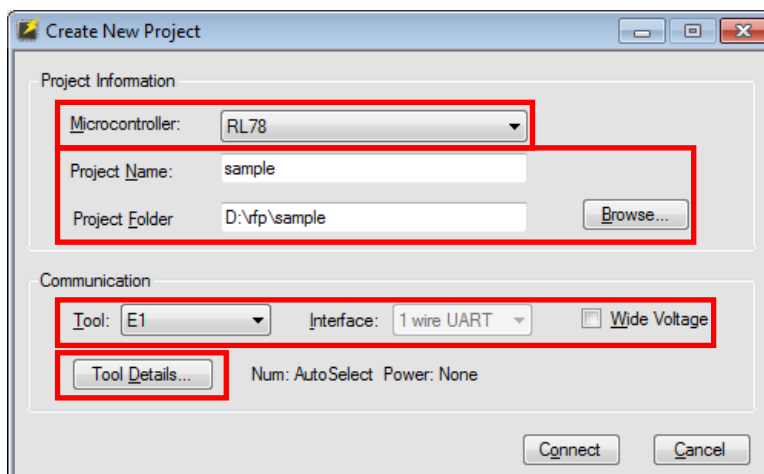 Create New Project
Project Information
Microcontroller: RL78
Project Name: sample
Project Folder D:\rfp\sample Browse...
Communication
Tool: E1 Interface: 1 wire UART Wide Voltage
Tool Details... Num: AutoSelect Power: None
Connect Cancel